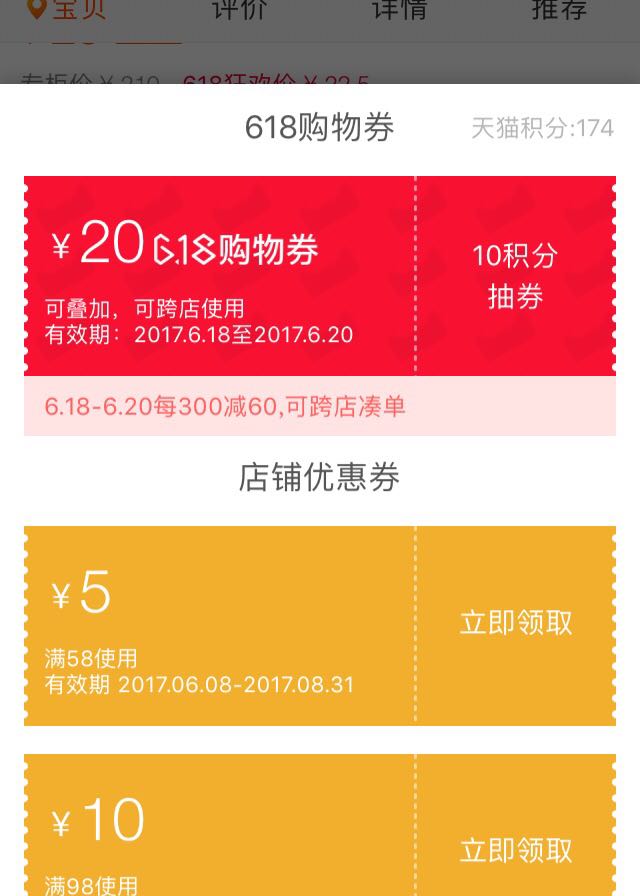 宝贝 评价 详情 推荐
专柜价￥210 618狂欢价￥22.5
618购物券 天猫积分:174
￥20 6.18购物券
10积分
抽券
可叠加，可跨店使用
有效期：2017.6.18至2017.6.20
6.18-6.20每300减60,可跨店凑单
店铺优惠券
￥5
立即领取
满58使用
有效期 2017.06.08-2017.08.31
￥10
立即领取
满98使用